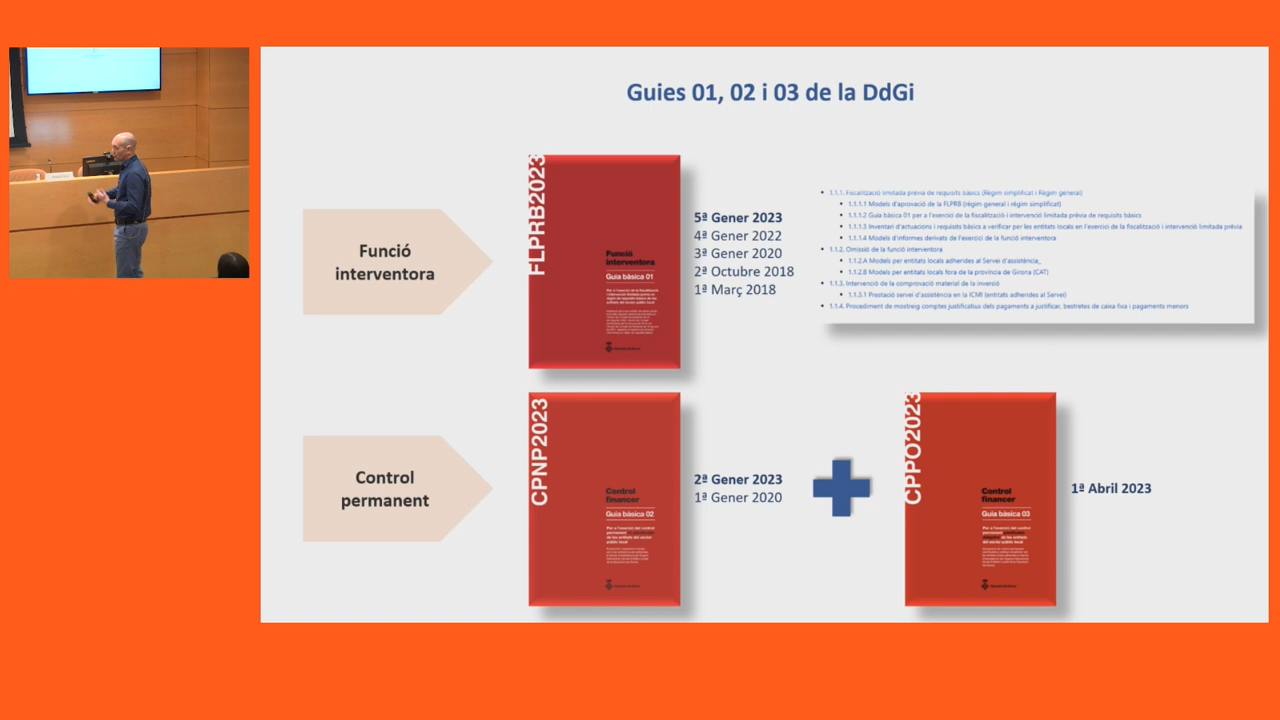 Guies 01, 02 i 03 de la DdGi
Funció
interventora
FLPRB2023
Funció
interventora
Guia bàsica 01
5ª Gener 2023
4ª Gener 2022
3ª Gener 2020
2ª Octubre 2018
1ª Març 2018
1.1.1. Fiscalització limitada prèvia de requisits bàsics (Règim simplificat i Règim general)
1.1.1.1 Models d'aprovació de la FLPRB (règim general i règim simplificat)
1.1.1.2 Guia bàsica 01 per a l'exercici de la fiscalització i intervenció limitada prèvia de requisits bàsics
1.1.1.3 Inventari d'actuacions i requisits bàsics a verificar per les entitats locals en l'exercici de la fiscalització i intervenció limitada prèvia
1.1.1.4 Models d'informes derivats de l'exercici de la funció interventora
1.1.2. Omissió de la funció interventora
1.1.2.A Models per entitats locals adherides al Servei d'assistència_
1.1.2.B Models per entitats locals fora de la província de Girona (CAT)
1.1.3. Intervenció de la comprovació material de la inversió
1.1.3.1 Prestació servei d'assistència en la ICMI (entitats adherides al Servei)
1.1.4. Procediment de mostreig comptes justificatius dels pagaments a justificar, bestretes de caixa fixa i pagaments menors
Control
permanent
CPNP2023
Control
financer
Guia bàsica 02
2ª Gener 2023
1ª Gener 2020
CPPO2023
Control
financer
Guia bàsica 03
1ª Abril 2023